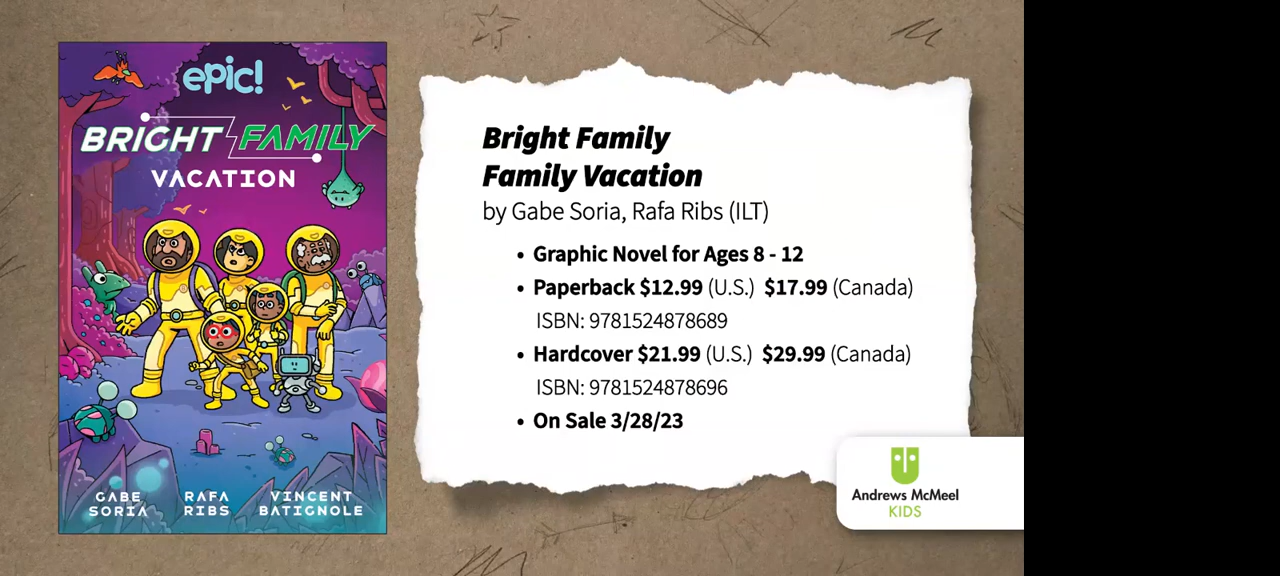 epic!
BRIGHT FAMILY
VACATION
GABE
SORIA
RAFA
RIBS
VINCENT
BATIGNOLE
Bright Family
Family Vacation
by Gabe Soria, Rafa Ribs (ILT)
• Graphic Novel for Ages 8 - 12
• Paperback $12.99 (U.S.) $17.99 (Canada)
ISBN: 9781524878689
• Hardcover $21.99 (U.S.) $29.99 (Canada)
ISBN: 9781524878696
• On Sale 3/28/23
Andrews McMeel
KIDS